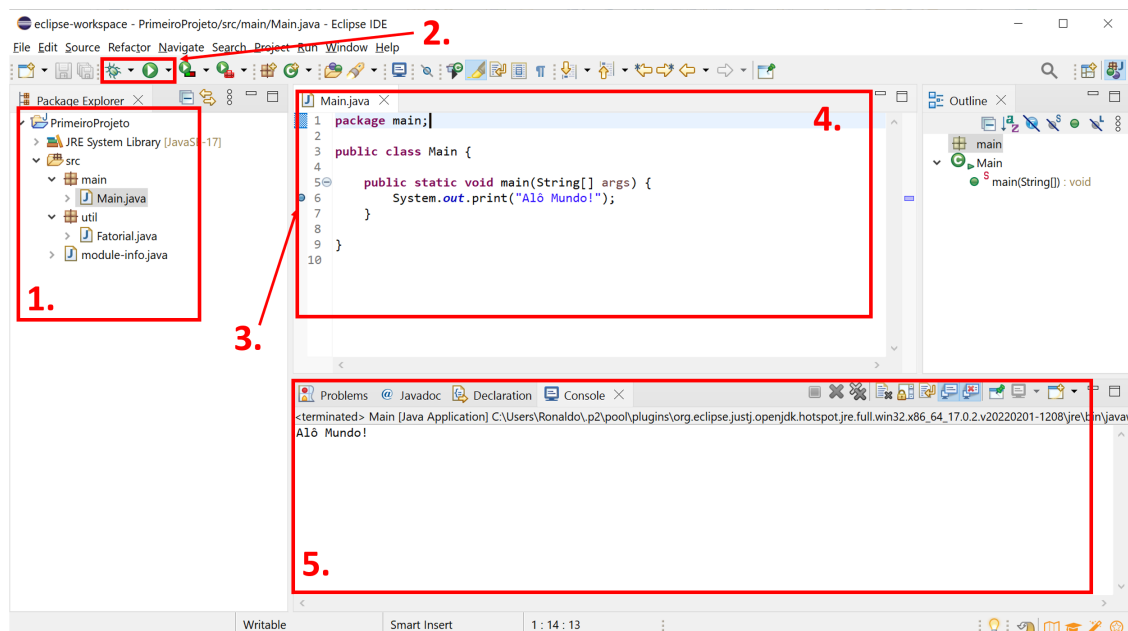 eclipse-workspace - PrimeiroProjeto/src/main/Main.java - Eclipse IDE
File Edit Source Refactor Navigate Search Project Run Window Help
2.
Package Explorer
PrimeiroProjeto
JRE System Library [JavaSE-17]
src
main
Main.java
util
Fatorial.java
module-info.java
1.
3.
Main.java
4.
1 package main;
2
3 public class Main {
4
5 public static void main(String[] args) {
6 System.out.print("Alô Mundo!");
7 }
8
9 }
10
Outline
main
Main
main(String[]) : void
Problems @ Javadoc Declaration Console
<terminated> Main [Java Application] C:\Users\Ronaldo\.p2\pool\plugins\org.eclipse.justj.openjdk.hotspot.jre.full.win32.x86_64_17.0.2.v20220201-1208\jre\bin\javaw
Alô Mundo!
5.
Writable Smart Insert 1 : 14 : 13